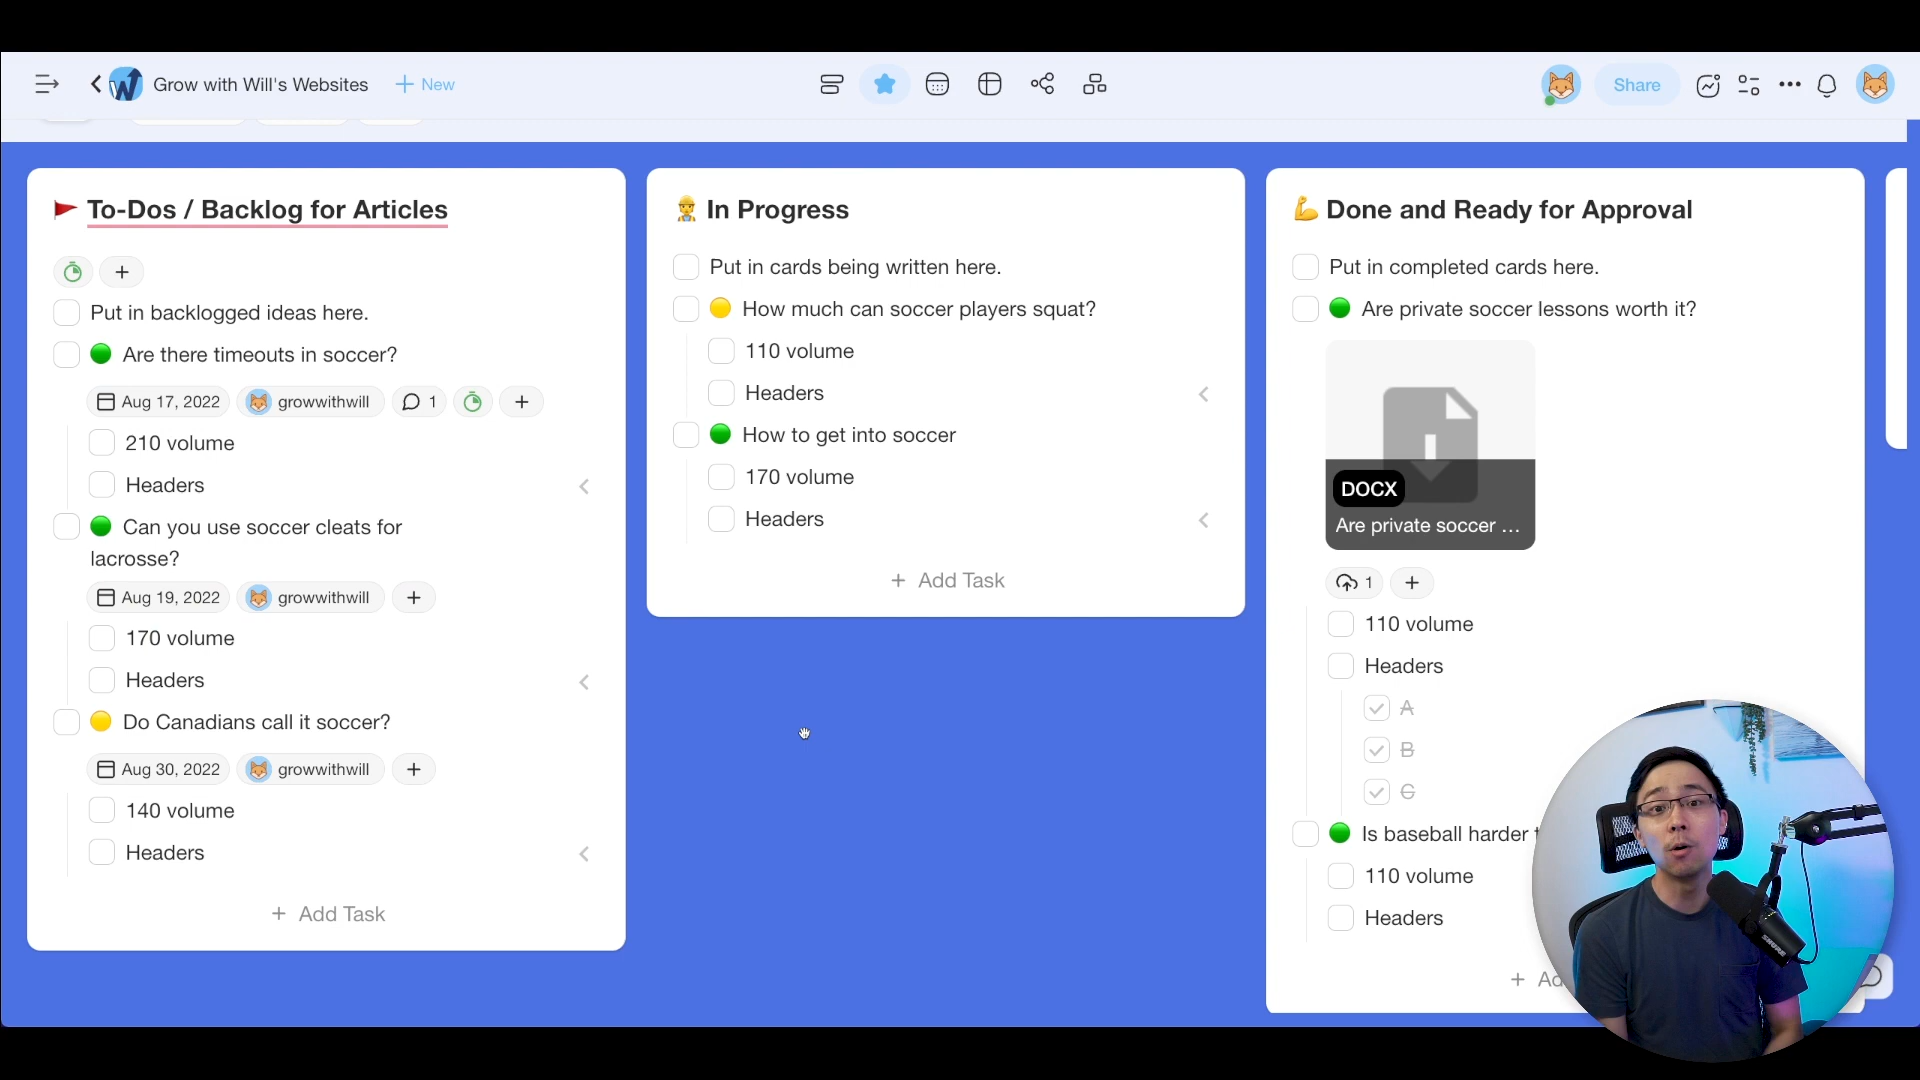 Grow with Will's Websites
+ New
Share
To-Dos / Backlog for Articles
Put in backlogged ideas here.
Are there timeouts in soccer?
Aug 17, 2022 growwithwill 1
210 volume
Headers
Can you use soccer cleats for
lacrosse?
Aug 19, 2022 growwithwill
170 volume
Headers
Do Canadians call it soccer?
Aug 30, 2022 growwithwill
140 volume
Headers
+ Add Task
In Progress
Put in cards being written here.
How much can soccer players squat?
110 volume
Headers
How to get into soccer
170 volume
Headers
+ Add Task
Done and Ready for Approval
Put in completed cards here.
Are private soccer lessons worth it?
DOCX
Are private soccer ...
1
110 volume
Headers
A
B
C
Is baseball harder
110 volume
Headers
SHURE